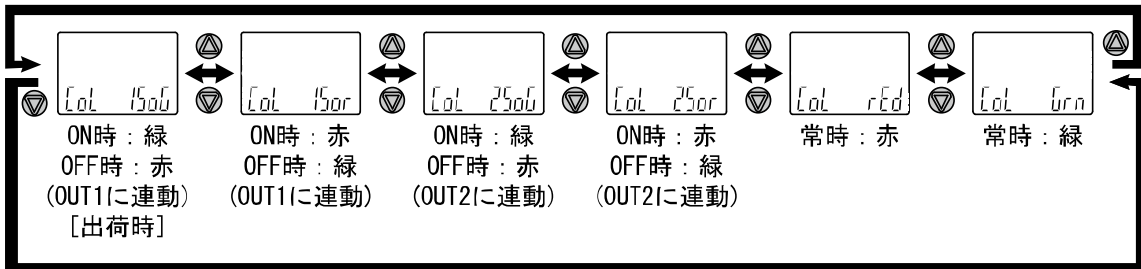 CoL 1SoG
CoL 1Sor
CoL 2SoG
CoL 2Sor
CoL rEd
CoL Grn
ON時：緑
OFF時：赤
(OUT1に連動)
[出荷時]
ON時：赤
OFF時：緑
(OUT1に連動)
ON時：緑
OFF時：赤
(OUT2に連動)
ON時：赤
OFF時：緑
(OUT2に連動)
常時：赤
常時：緑